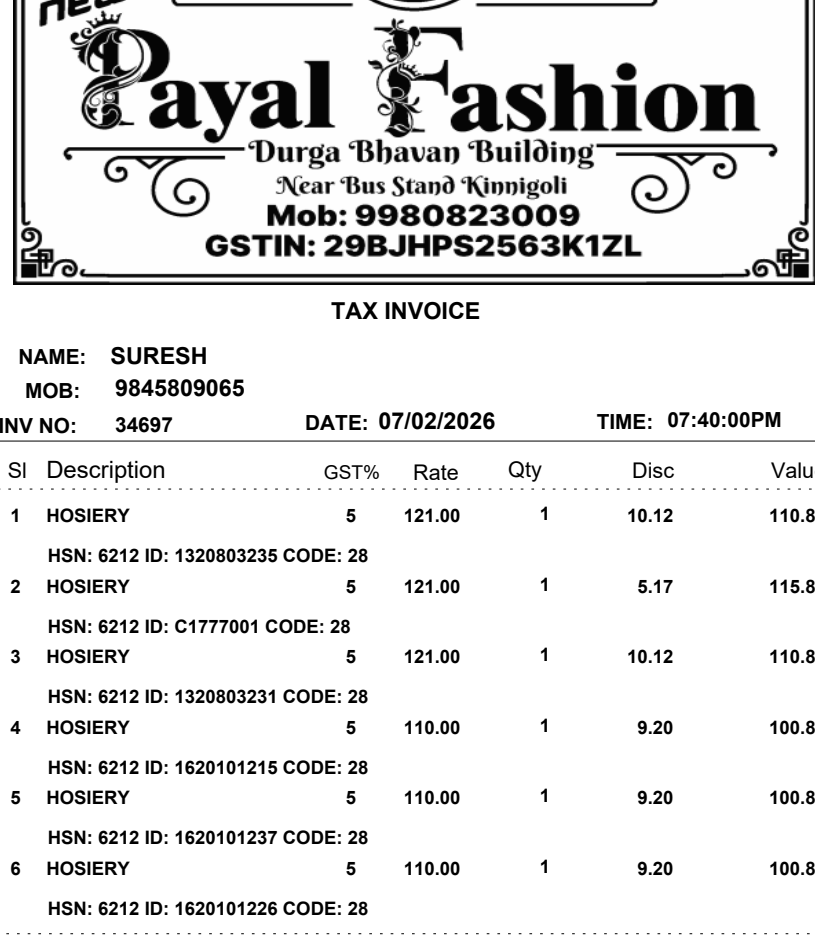 new
Payal Fashion
Durga Bhavan Building
Near Bus Stand Kinnigoli
Mob: 9980823009
GSTIN: 29BJHPS2563K1ZL
TAX INVOICE
NAME: SURESH
MOB: 9845809065
INV NO: 34697 DATE: 07/02/2026 TIME: 07:40:00PM
Sl Description GST% Rate Qty Disc Valu
1 HOSIERY 5 121.00 1 10.12 110.8
HSN: 6212 ID: 1320803235 CODE: 28
2 HOSIERY 5 121.00 1 5.17 115.8
HSN: 6212 ID: C1777001 CODE: 28
3 HOSIERY 5 121.00 1 10.12 110.8
HSN: 6212 ID: 1320803231 CODE: 28
4 HOSIERY 5 110.00 1 9.20 100.8
HSN: 6212 ID: 1620101215 CODE: 28
5 HOSIERY 5 110.00 1 9.20 100.8
HSN: 6212 ID: 1620101237 CODE: 28
6 HOSIERY 5 110.00 1 9.20 100.8
HSN: 6212 ID: 1620101226 CODE: 28